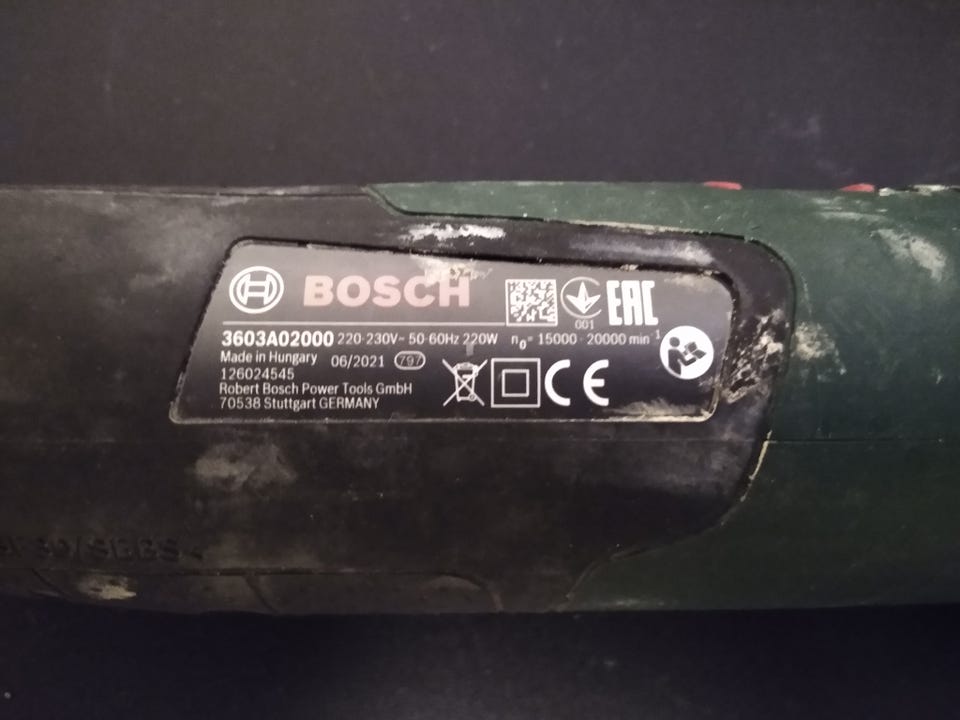 BOSCH
EAC
001
3603A02000 220-230V~ 50-60Hz 220W n₀= 15000-20000 min⁻¹
Made in Hungary 06/2021 797
126024545
Robert Bosch Power Tools GmbH
70538 Stuttgart GERMANY
CE